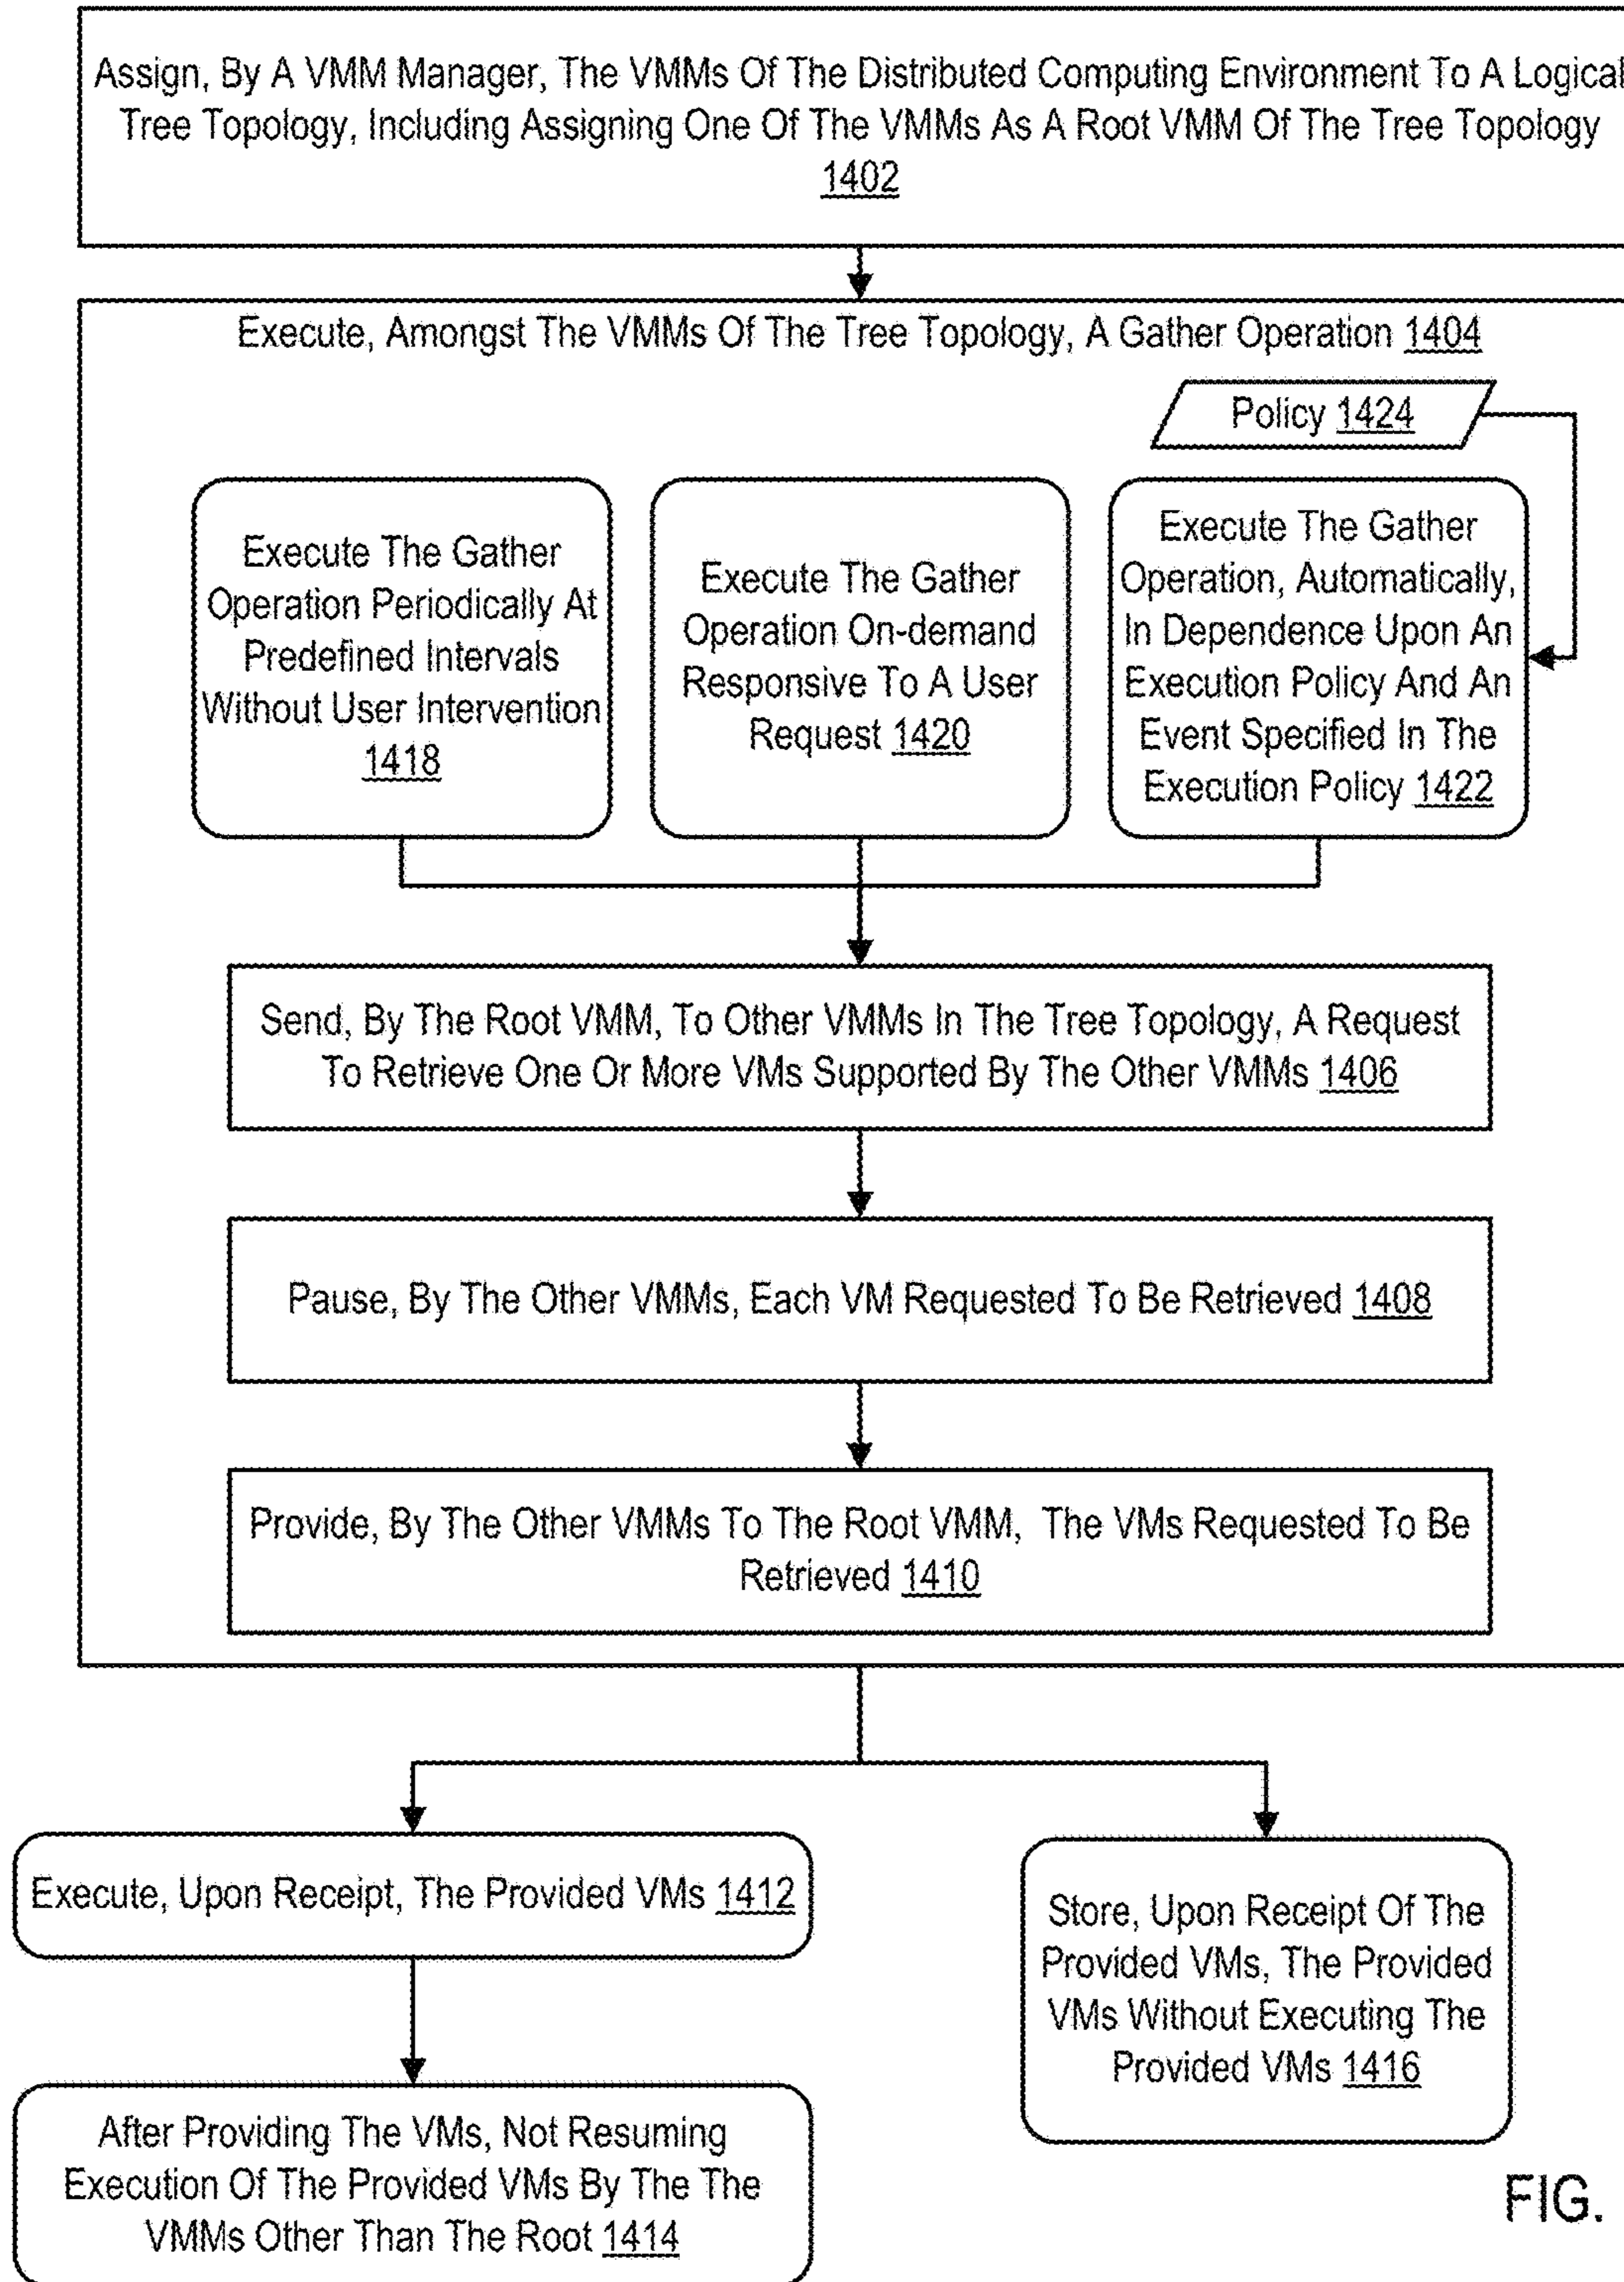 Assign, By A VMM Manager, The VMMs Of The Distributed Computing Environment To A Logical
Tree Topology, Including Assigning One Of The VMMs As A Root VMM Of The Tree Topology
1402
Execute, Amongst The VMMs Of The Tree Topology, A Gather Operation 1404
Policy 1424
Execute The Gather
Operation Periodically At
Predefined Intervals
Without User Intervention
1418
Execute The Gather
Operation On-demand
Responsive To A User
Request 1420
Execute The Gather
Operation, Automatically,
In Dependence Upon An
Execution Policy And An
Event Specified In The
Execution Policy 1422
Send, By The Root VMM, To Other VMMs In The Tree Topology, A Request
To Retrieve One Or More VMs Supported By The Other VMMs 1406
Pause, By The Other VMMs, Each VM Requested To Be Retrieved 1408
Provide, By The Other VMMs To The Root VMM, The VMs Requested To Be
Retrieved 1410
Execute, Upon Receipt, The Provided VMs 1412
After Providing The VMs, Not Resuming
Execution Of The Provided VMs By The The
VMMs Other Than The Root 1414
Store, Upon Receipt Of The
Provided VMs, The Provided
VMs Without Executing The
Provided VMs 1416
FIG.